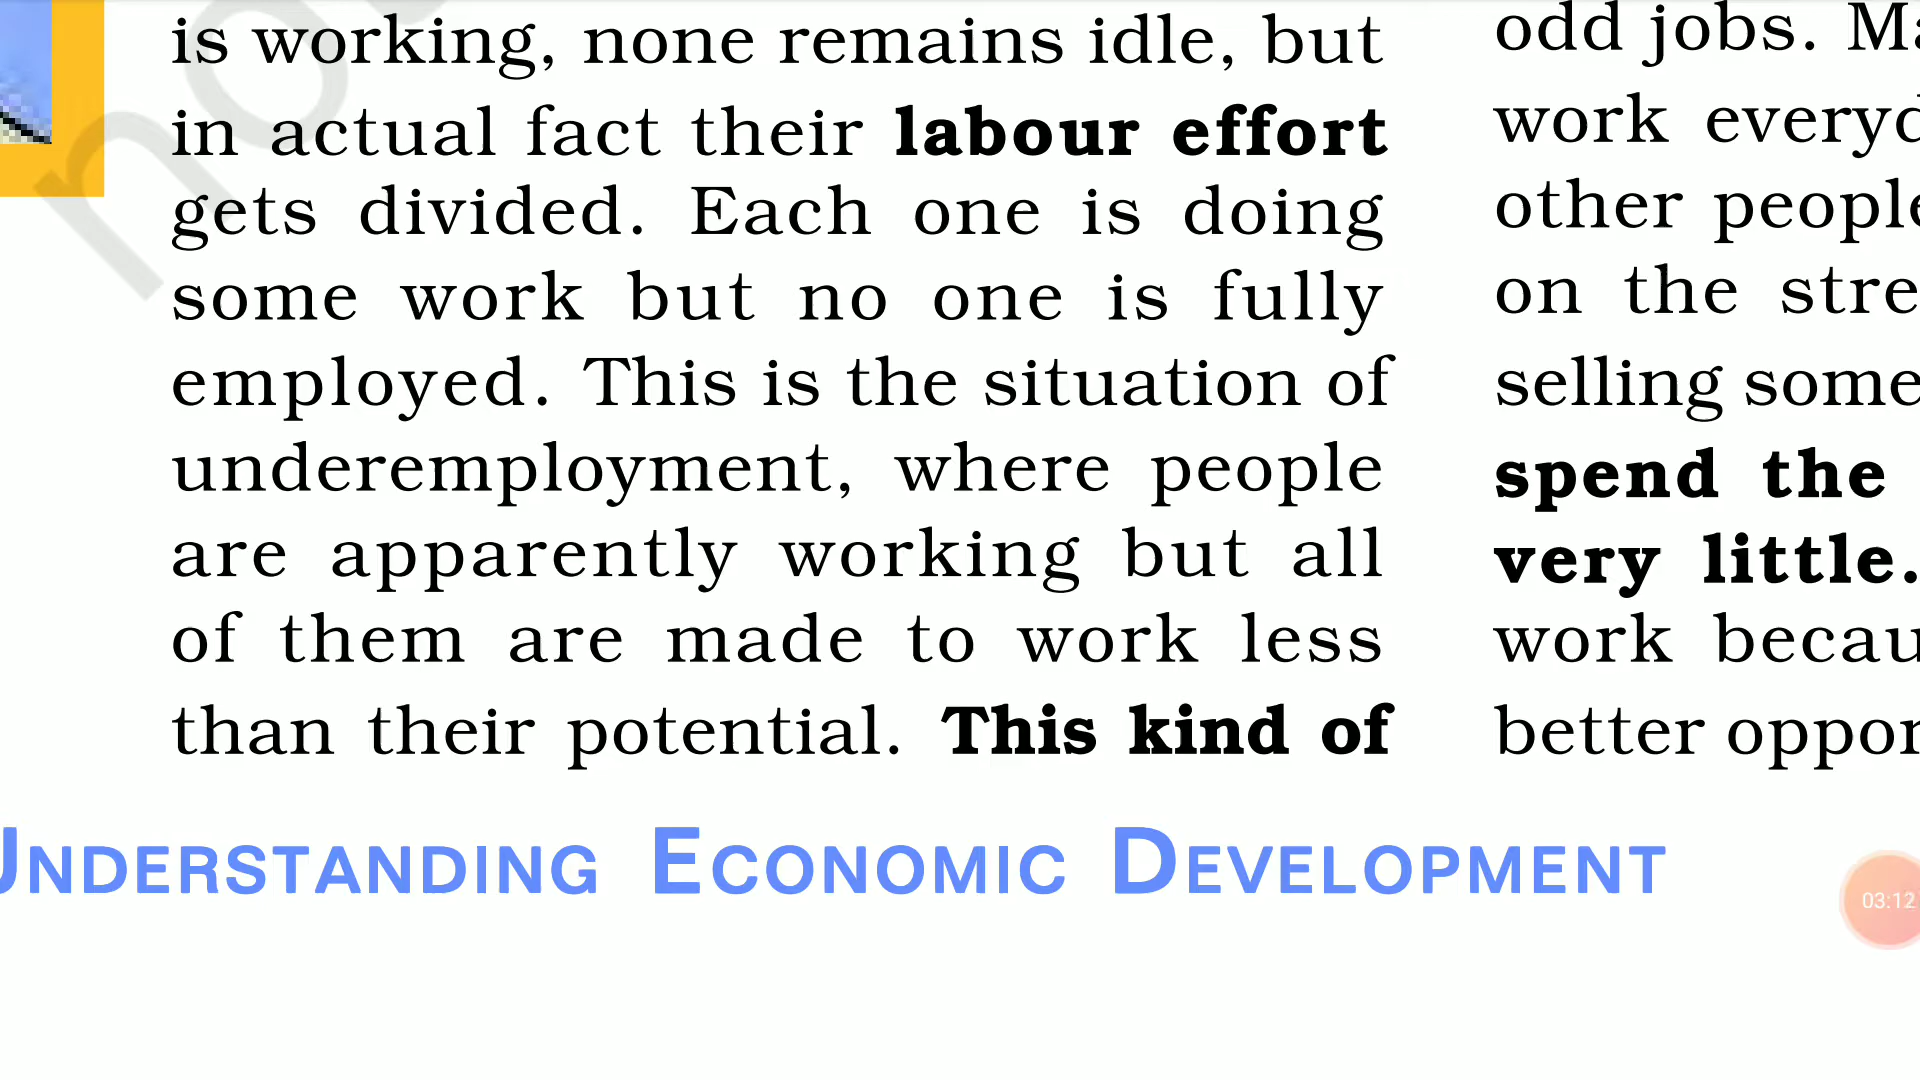 is working, none remains idle, but
in actual fact their labour effort
gets divided. Each one is doing
some work but no one is fully
employed. This is the situation of
underemployment, where people
are apparently working but all
of them are made to work less
than their potential. This kind of
odd jobs.
work
other
on the
selling
spend the
very little.
work
better
UNDERSTANDING ECONOMIC DEVELOPMENT
03:12